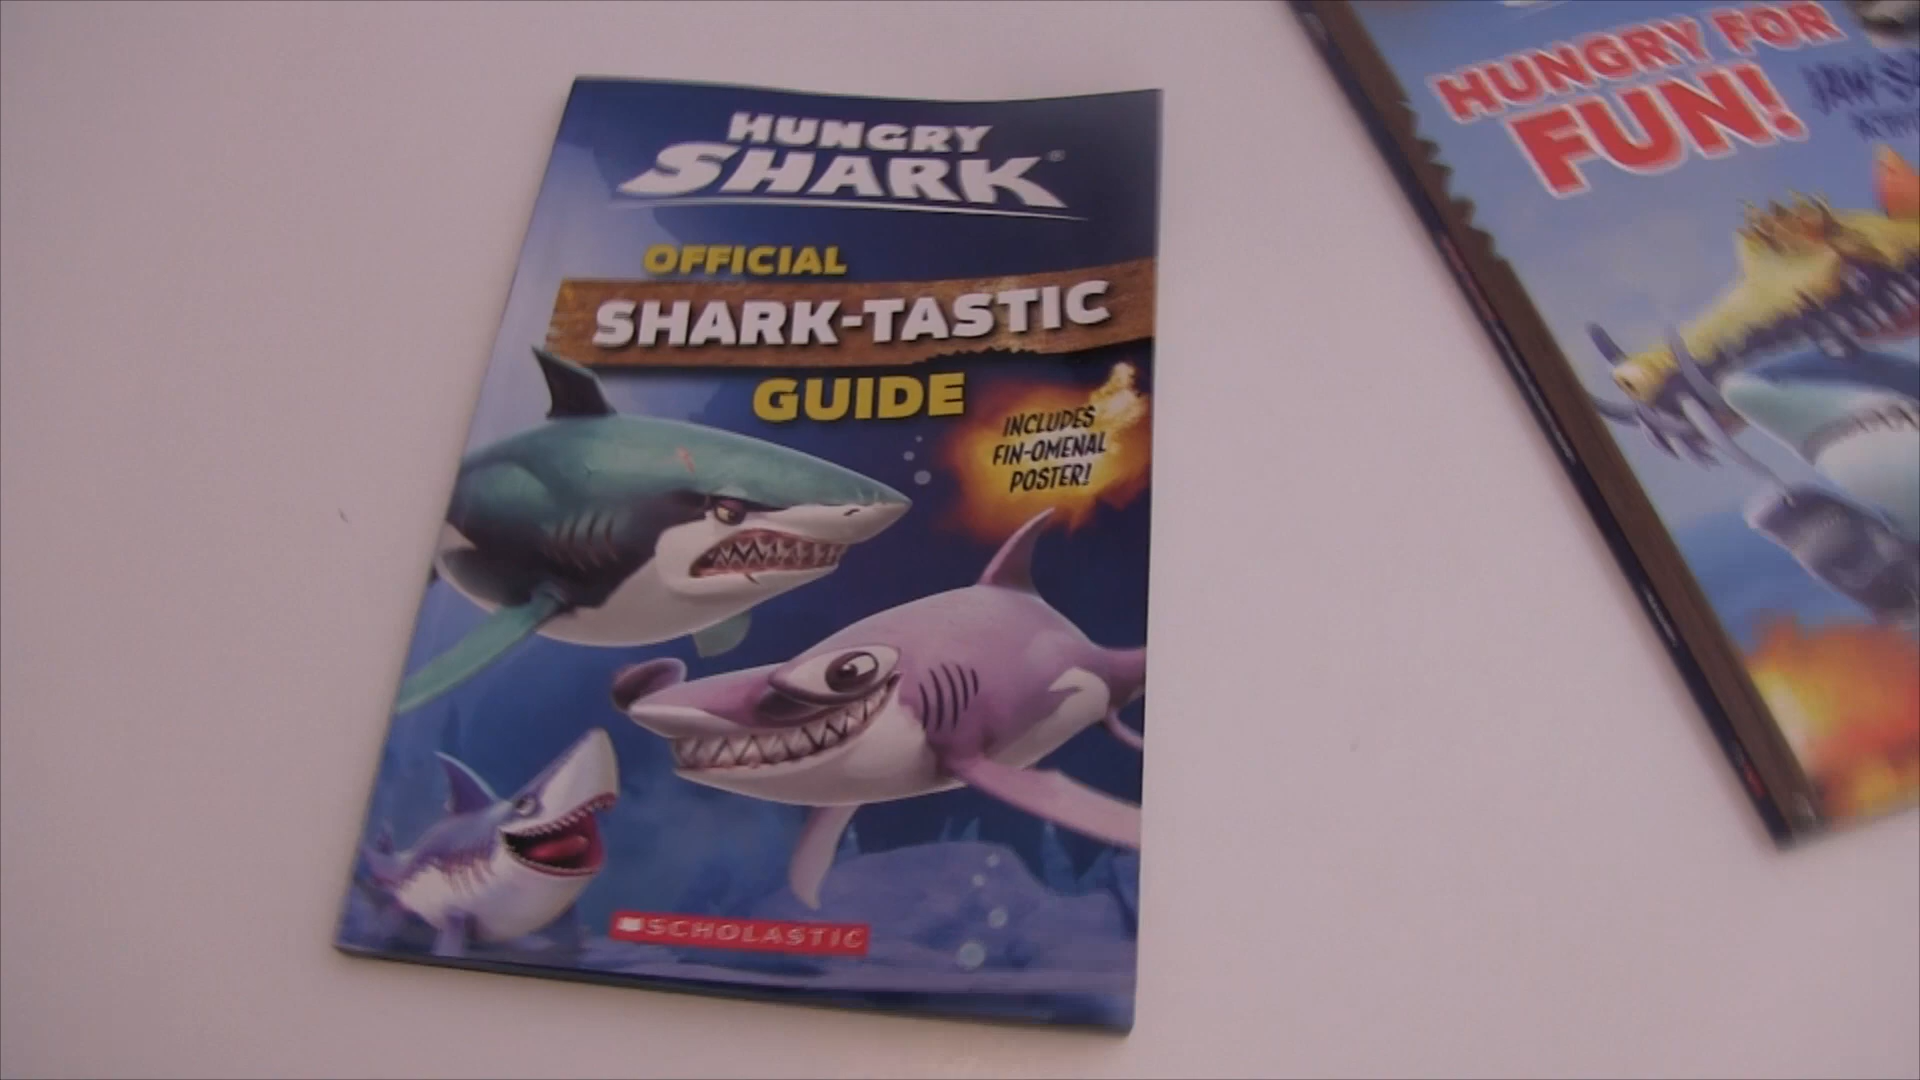 HUNGRY
SHARK®
OFFICIAL
SHARK-TASTIC
GUIDE
INCLUDES
FIN-OMENAL
POSTER!
SCHOLASTIC
HUNGRY FOR
FUN!